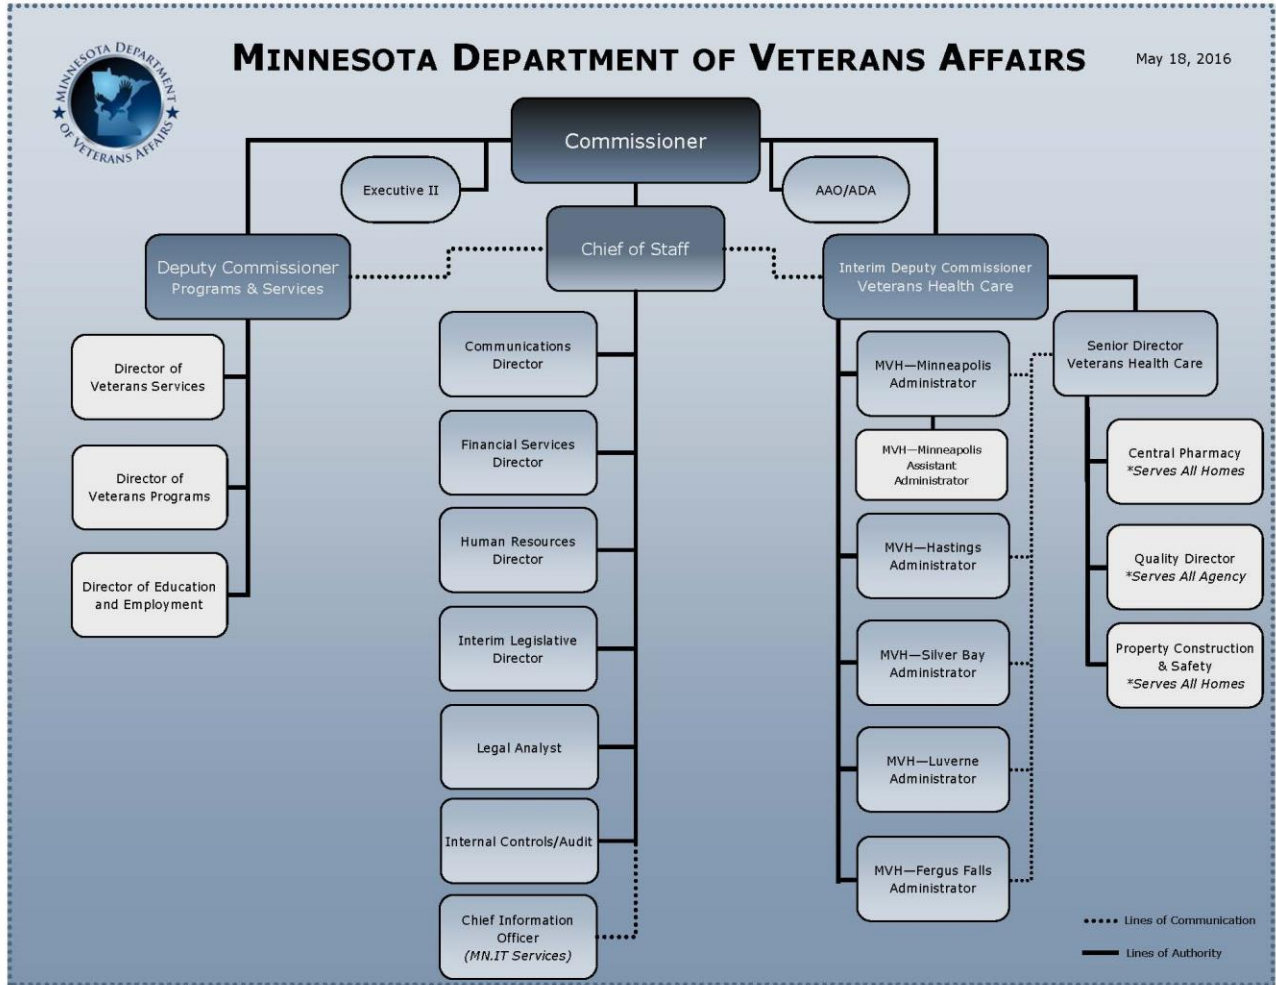 MINNESOTA DEPARTMENT OF VETERANS AFFAIRS
May 18, 2016
MINNESOTA DEPARTMENT
OF VETERANS AFFAIRS
Commissioner
Executive II
AAO/ADA
Chief of Staff
Deputy Commissioner
Programs & Services
Interim Deputy Commissioner
Veterans Health Care
Director of
Veterans Services
Director of
Veterans Programs
Director of Education
and Employment
Communications
Director
Financial Services
Director
Human Resources
Director
Interim Legislative
Director
Legal Analyst
Internal Controls/Audit
Chief Information
Officer
(MN.IT Services)
MVH—Minneapolis
Administrator
MVH—Minneapolis
Assistant
Administrator
MVH—Hastings
Administrator
MVH—Silver Bay
Administrator
MVH—Luverne
Administrator
MVH—Fergus Falls
Administrator
Senior Director
Veterans Health Care
Central Pharmacy
*Serves All Homes
Quality Director
*Serves All Agency
Property Construction
& Safety
*Serves All Homes
Lines of Communication
Lines of Authority